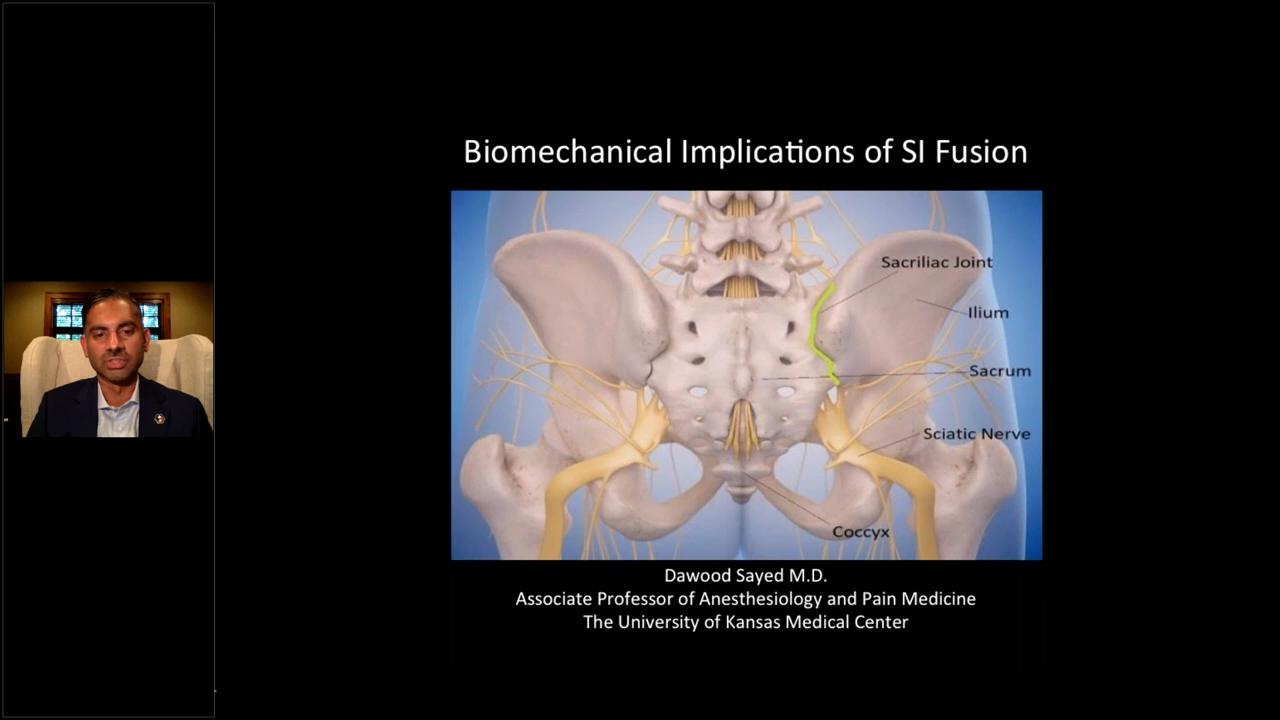 Biomechanical Implications of SI Fusion
Sacriliac Joint
Ilium
Sacrum
Sciatic Nerve
Coccyx
Dawood Sayed M.D.
Associate Professor of Anesthesiology and Pain Medicine
The University of Kansas Medical Center